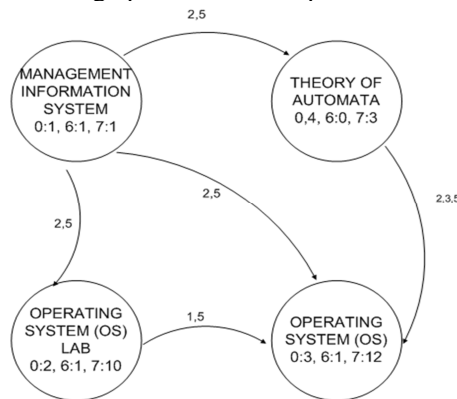 2,5
MANAGEMENT
INFORMATION
SYSTEM
0:1, 6:1, 7:1
THEORY OF
AUTOMATA
0,4, 6:0, 7:3
2,5
2,5
2,3,5
OPERATING
SYSTEM (OS)
LAB
0:2, 6:1, 7:10
1,5
OPERATING
SYSTEM (OS)
0:3, 6:1, 7:12